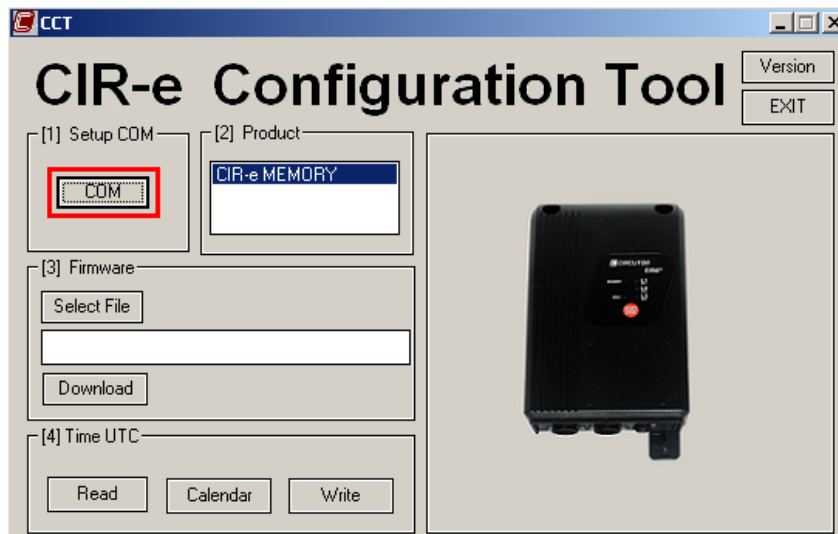 CCT
CIR-e Configuration Tool
Version
EXIT
[1] Setup COM
COM
[2] Product
CIR-e MEMORY
[3] Firmware
Select File
Download
[4] Time UTC
Read
Calendar
Write
CIRCUTOR